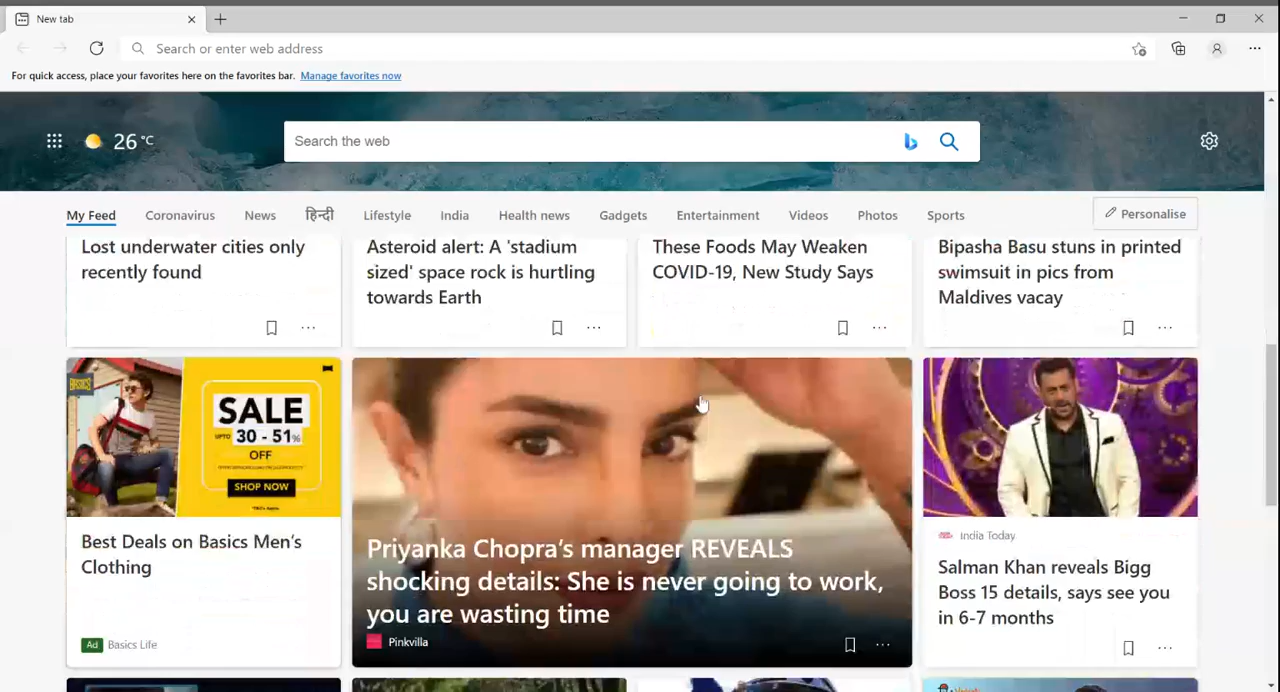 New tab
Search or enter web address
For quick access, place your favorites here on the favorites bar. Manage favorites now
26 °C
Search the web
My Feed Coronavirus News हिन्दी Lifestyle India Health news Gadgets Entertainment Videos Photos Sports Personalise
Lost underwater cities only
recently found
Asteroid alert: A 'stadium
sized' space rock is hurtling
towards Earth
These Foods May Weaken
COVID-19, New Study Says
Bipasha Basu stuns in printed
swimsuit in pics from
Maldives vacay
BASICS
SALE
UPTO 30 - 51%
OFF
SHOP NOW
Best Deals on Basics Men's
Clothing
Ad Basics Life
Priyanka Chopra's manager REVEALS
shocking details: She is never going to work,
you are wasting time
Pinkvilla
India Today
Salman Khan reveals Bigg
Boss 15 details, says see you
in 6-7 months